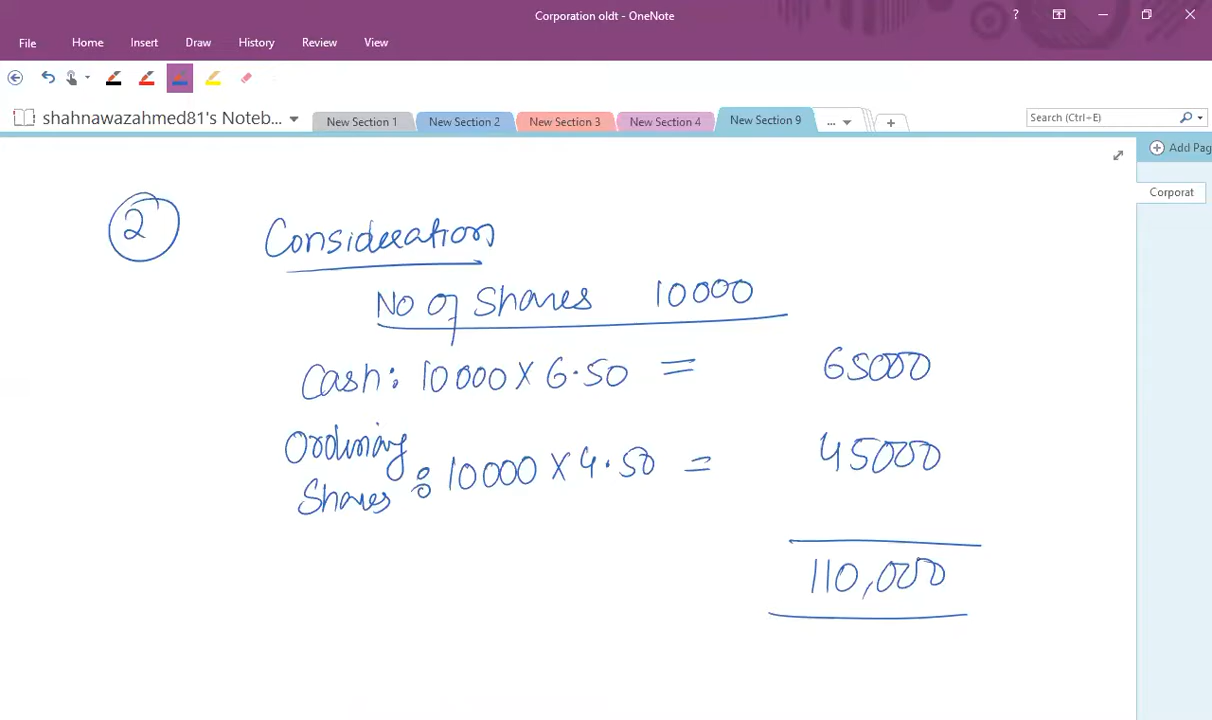 Corporation oldt - OneNote
?
File Home Insert Draw History Review View
shahnawazahmed81's Noteb...
New Section 1 New Section 2 New Section 3 New Section 4 New Section 9 ... +
Search (Ctrl+E)
Add Pag
Corporat
2 Consideration
No of Shares 10000
Cash: 10000 X 6.50 = 65000
Ordinary
Shares : 10000 X 4.50 = 45000
110,000